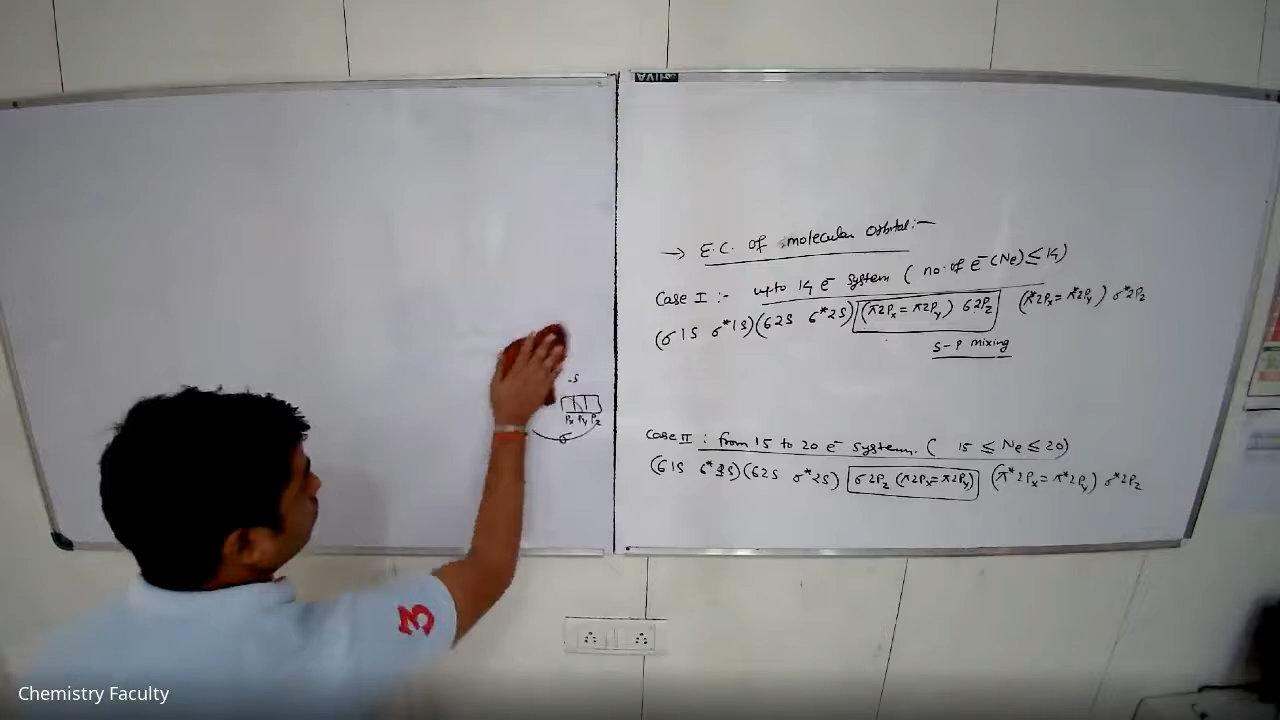 → E.C. of molecular orbital:-
Case I :- upto 14 e⁻ system ( no. of e⁻ (Ne) ≤ 14)
(σ1S σ*1S)(σ2S σ*2S) (π2Px = π2Py) σ2Pz (π*2Px = π*2Py) σ*2Pz
S-P mixing
S
Px Py Pz
σ
Case II : from 15 to 20 e⁻ system. ( 15 ≤ Ne ≤ 20)
(σ1S σ*1S)(σ2S σ*2S) σ2Pz (π2Px = π2Py) (π*2Px = π*2Py) σ*2Pz
3
Chemistry Faculty